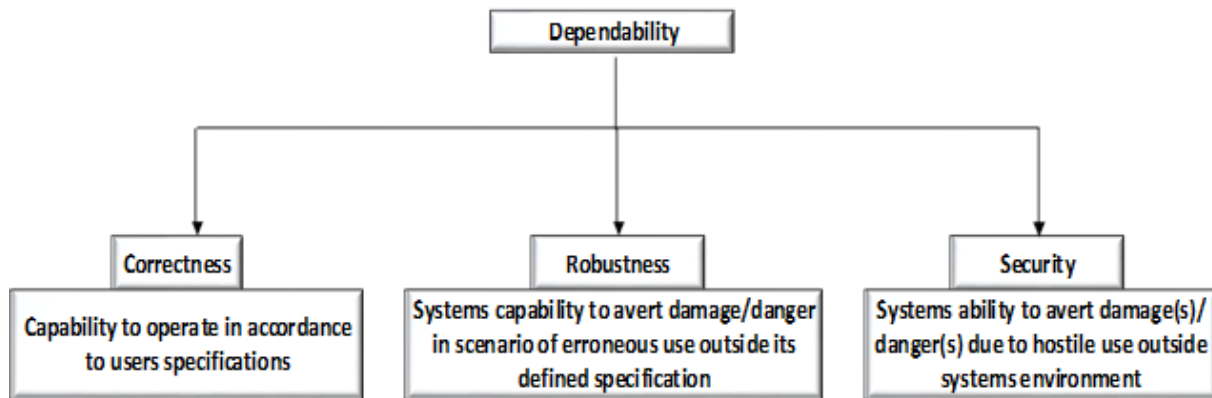 Dependability
Correctness
Capability to operate in accordance
to users specifications
Robustness
Systems capability to avert damage/danger
in scenario of erroneous use outside its
defined specification
Security
Systems ability to avert damage(s)/
danger(s) due to hostile use outside
systems environment